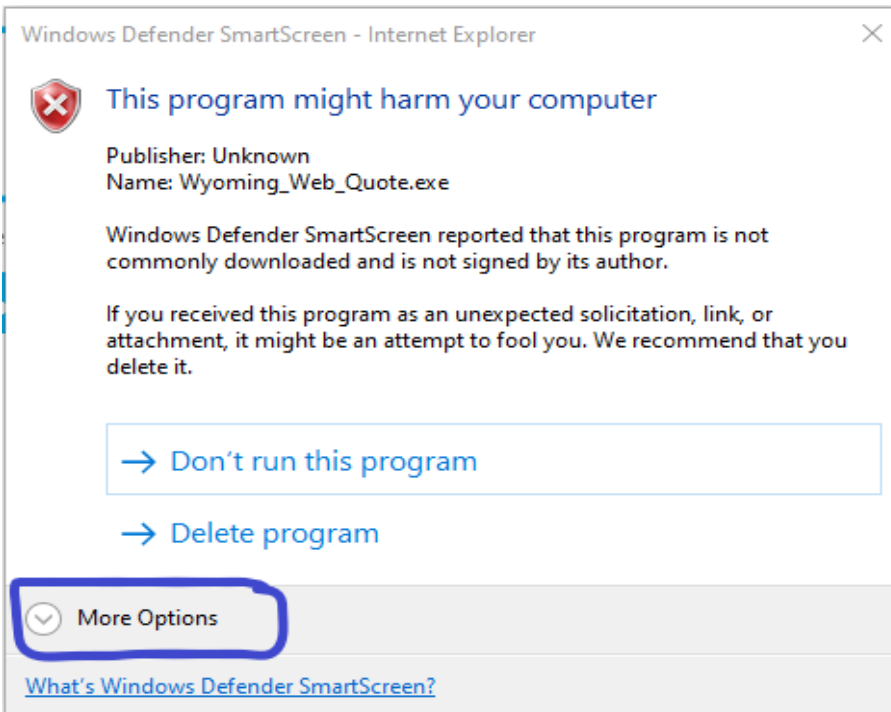 Windows Defender SmartScreen - Internet Explorer
This program might harm your computer
Publisher: Unknown
Name: Wyoming_Web_Quote.exe
Windows Defender SmartScreen reported that this program is not
commonly downloaded and is not signed by its author.
If you received this program as an unexpected solicitation, link, or
attachment, it might be an attempt to fool you. We recommend that you
delete it.
Don't run this program
Delete program
More Options
What's Windows Defender SmartScreen?